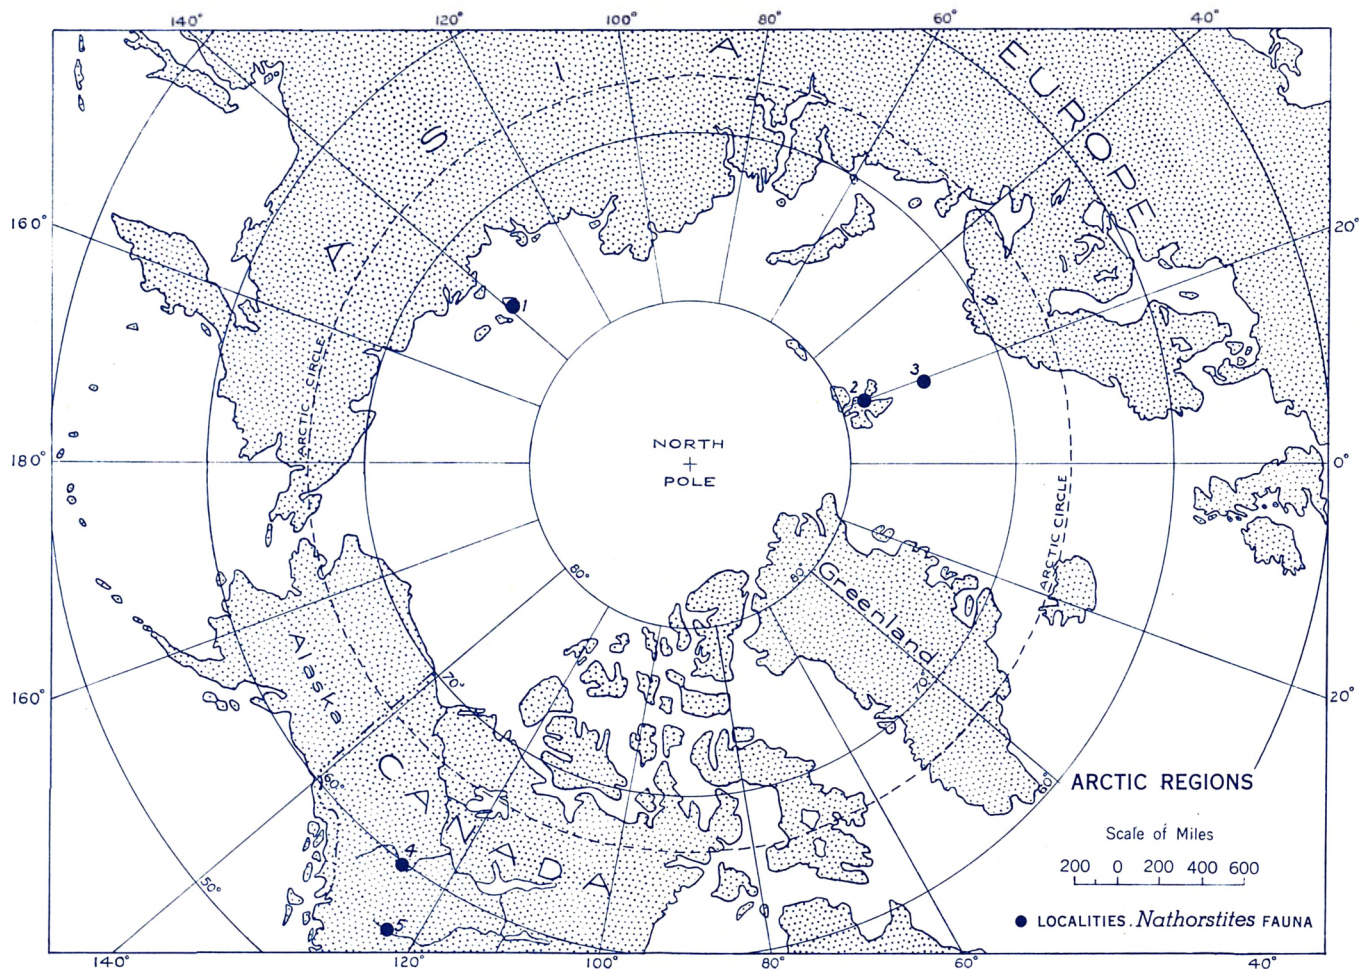 140° 120° 100° 80° 60° 40°
ASIA
EUROPE
160°
20°
1
3
2
ARCTIC CIRCLE
NORTH
+
POLE
180°
0°
ARCTIC CIRCLE
80°
80°
Greenland
Alaska
70°
70°
160°
20°
CANADA
60°
60°
ARCTIC REGIONS
Scale of Miles
200 0 200 400 600
4
50°
5
LOCALITIES. Nathorstites FAUNA
140° 120° 100° 80° 60° 40°